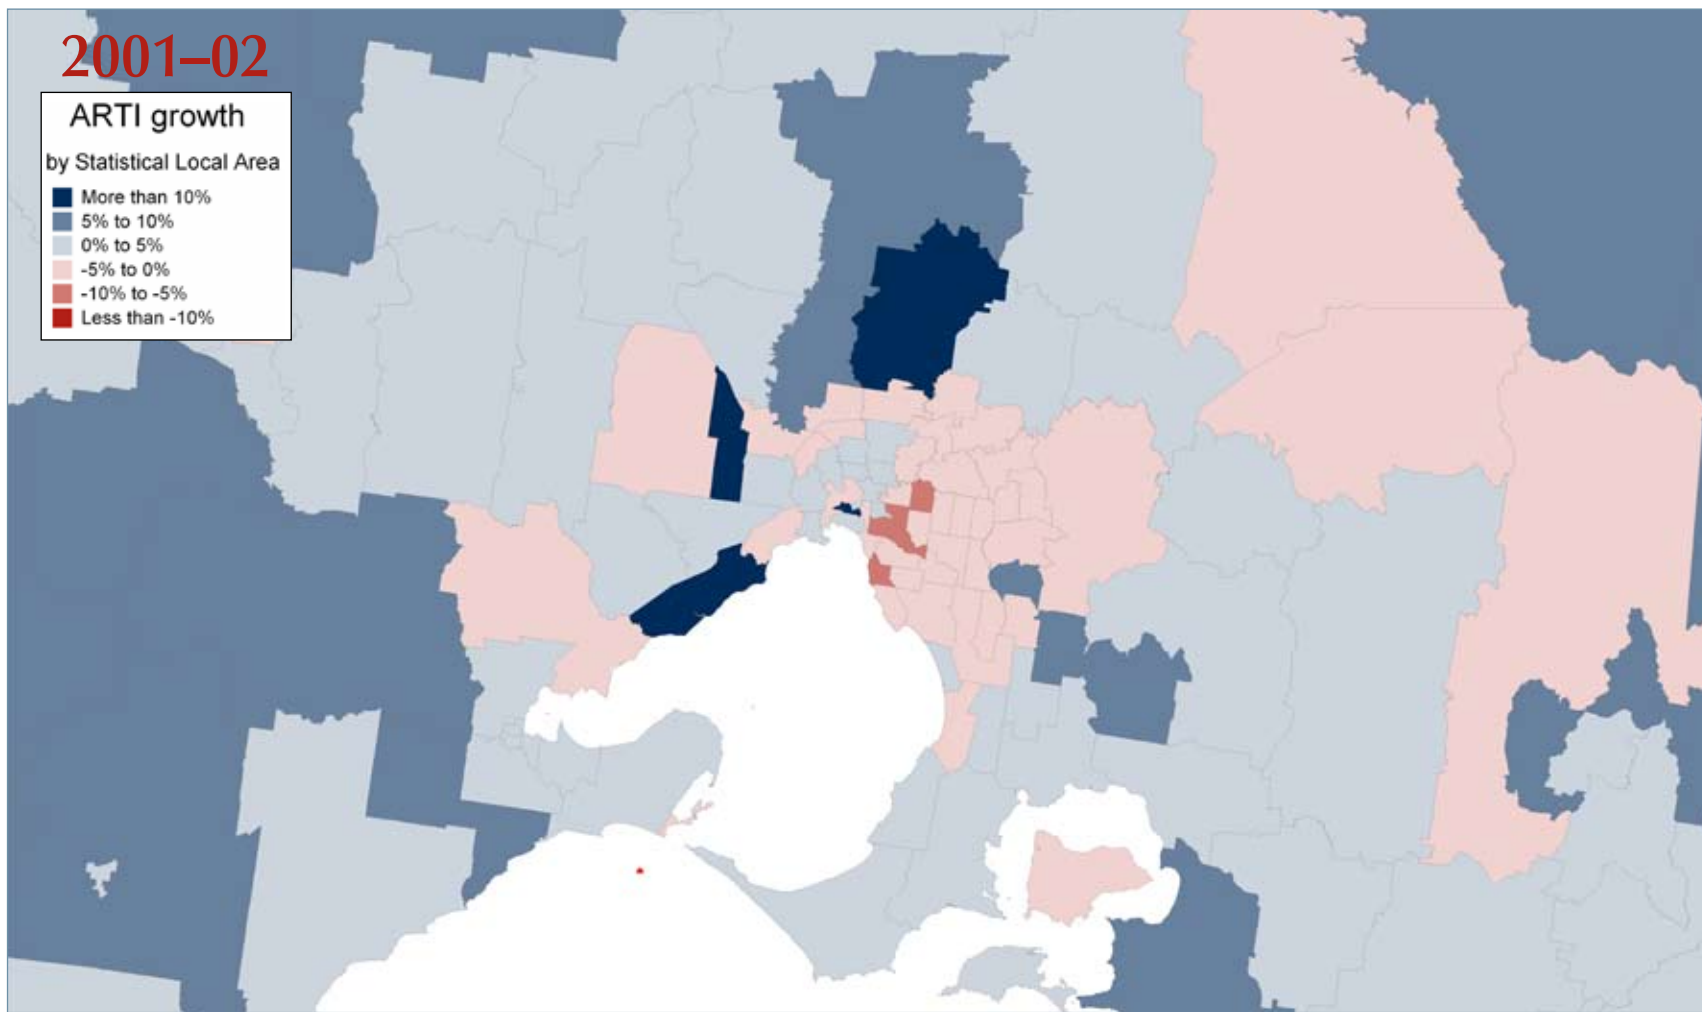 2001–02
ARTI growth
by Statistical Local Area
More than 10%
5% to 10%
0% to 5%
-5% to 0%
-10% to -5%
Less than -10%